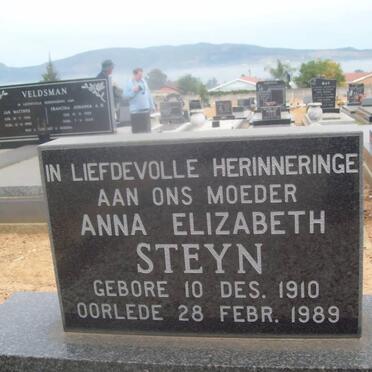 VELDSMAN
IN LIEFDEVOLLE HERINNERINGE
AAN ONS MOEDER
ANNA ELIZABETH
STEYN
GEBORE 10 DES. 1910
OORLEDE 28 FEBR. 1989